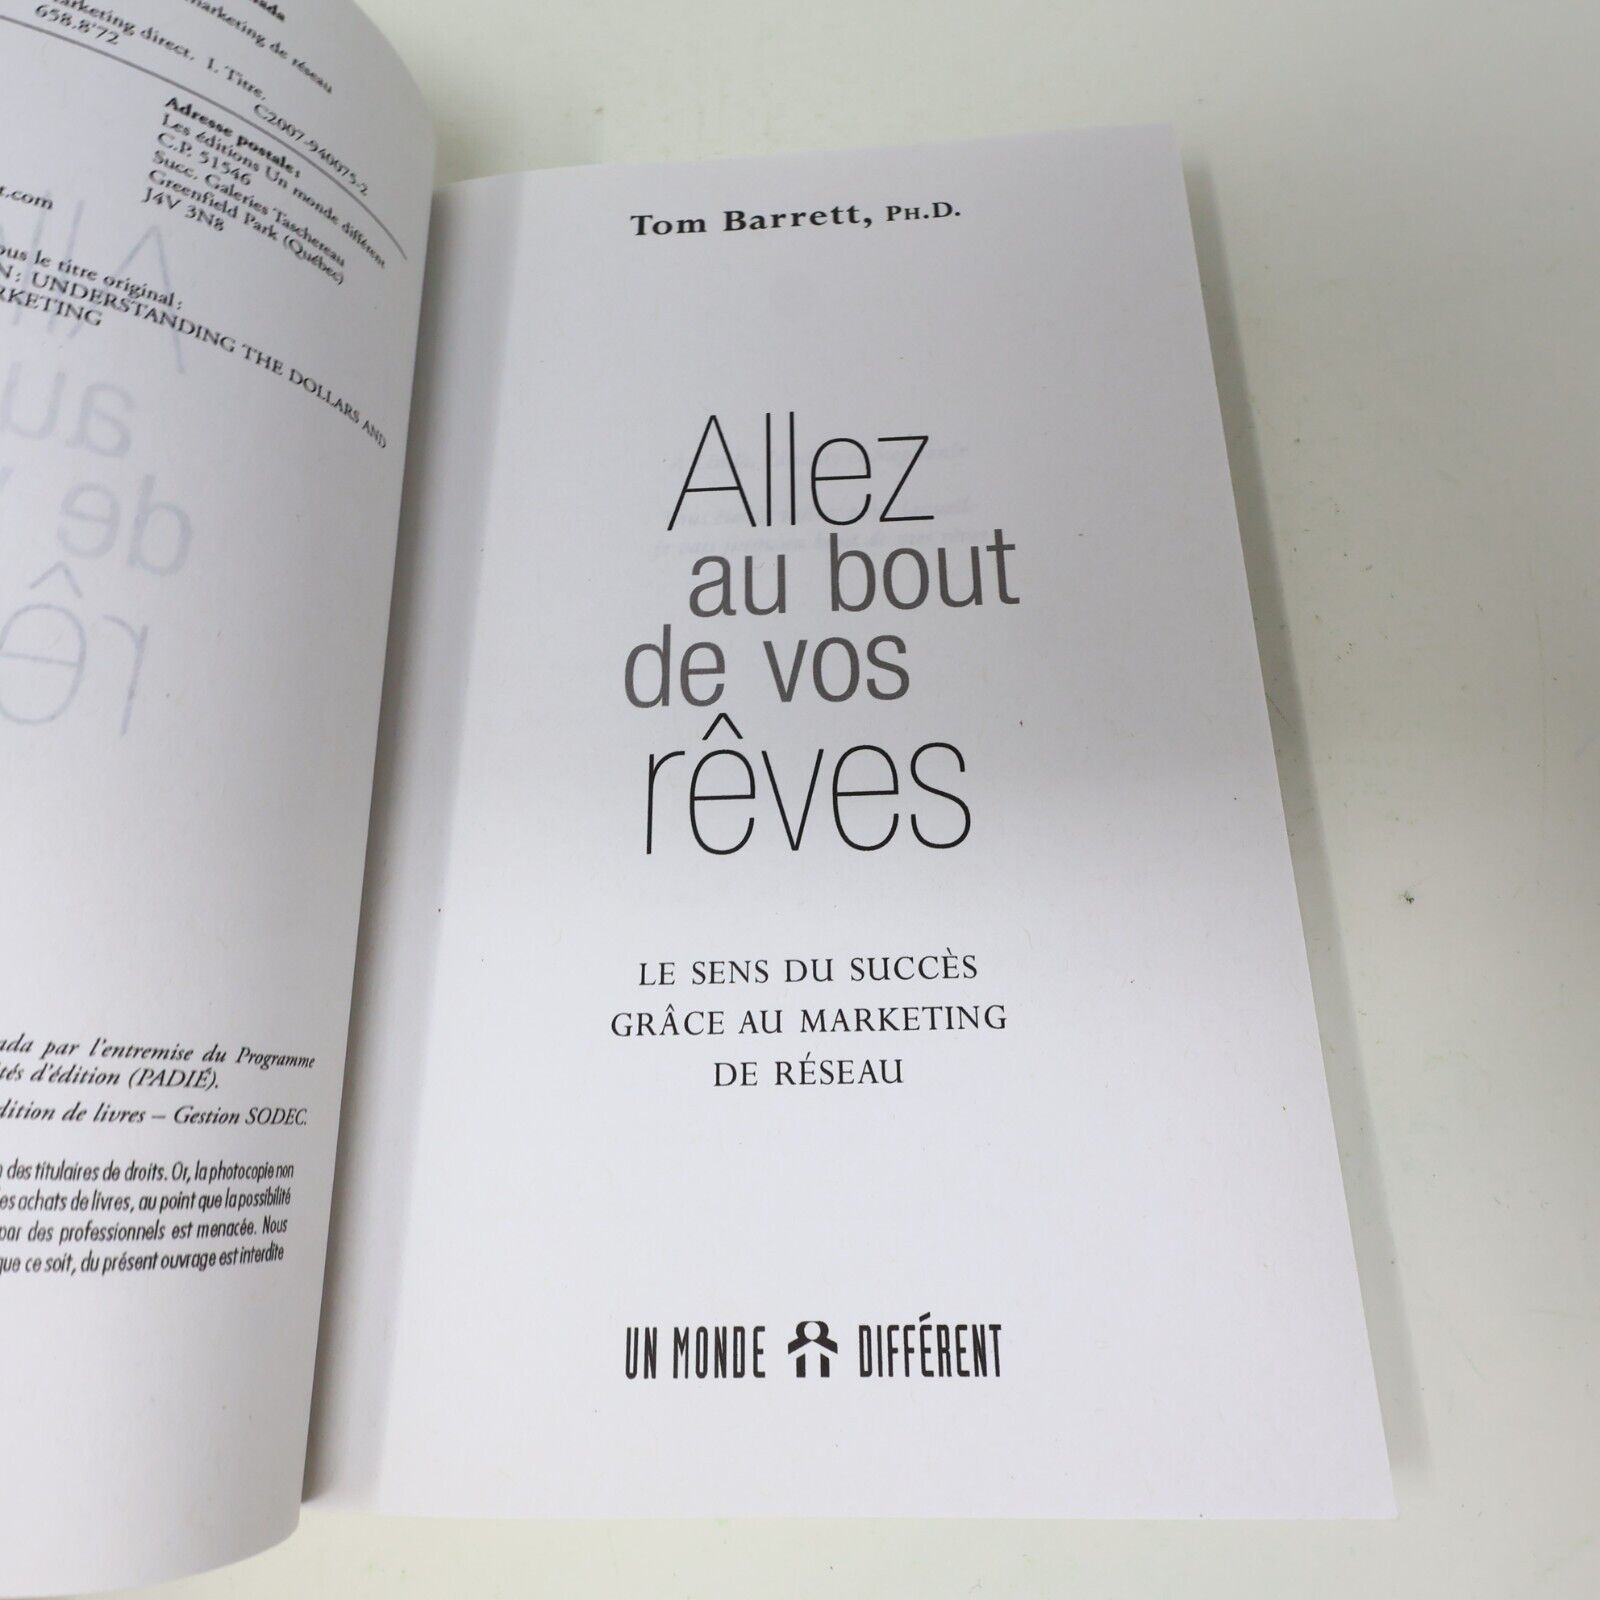 marketing de réseau
marketing direct. I. Titre.
658.8'72
C2007-940075-2
Adresse postale:
Les éditions Un monde différent
C.P. 51546
Succ. Galeries Taschereau
Greenfield Park (Québec)
J4V 3N8
t.com
le titre original:
N: UNDERSTANDING THE DOLLARS AND
RKETING
ada par l'entremise du Programme
tés d'édition (PADIÉ).
dition de livres – Gestion SODEC.
des titulaires de droits. Or, la photocopie non
es achats de livres, au point que la possibilité
par des professionnels est menacée. Nous
que ce soit, du présent ouvrage est interdite
Tom Barrett, PH.D.
Allez
au bout
de vos
rêves
LE SENS DU SUCCÈS
GRÂCE AU MARKETING
DE RÉSEAU
UN MONDE DIFFÉRENT